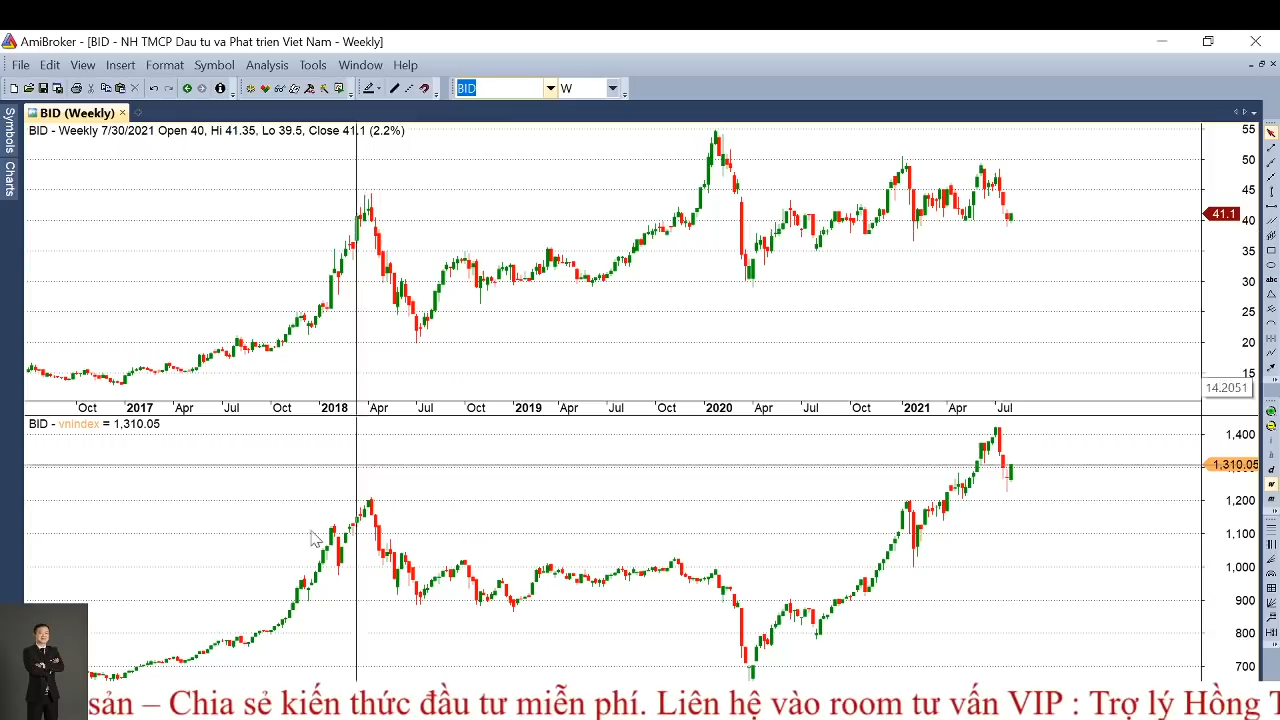 AmiBroker - [BID - NH TMCP Dau tu va Phat trien Viet Nam - Weekly]
File Edit View Insert Format Symbol Analysis Tools Window Help
BID W
Symbols
Charts
BID (Weekly)
BID - Weekly 7/30/2021 Open 40, Hi 41.35, Lo 39.5, Close 41.1 (2.2%)
55
50
45
41.1
40
35
30
25
20
15
14.2051
Oct 2017 Apr Jul Oct 2018 Apr Jul Oct 2019 Apr Jul Oct 2020 Apr Jul Oct 2021 Apr Jul
BID - vnindex = 1,310.05
1,400
1,310.05
1,200
1,100
1,000
900
800
700
sản – Chia sẻ kiến thức đầu tư miễn phí. Liên hệ vào room tư vấn VIP : Trợ lý Hồng